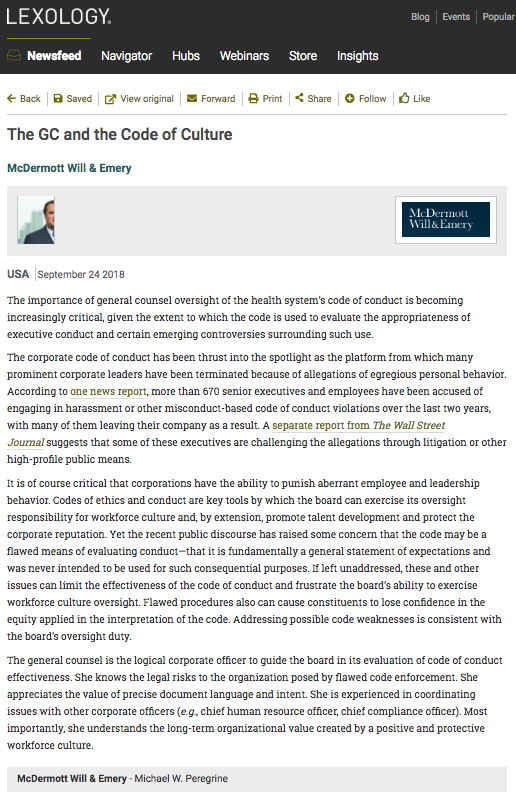 LEXOLOGY.
Blog Events Popular
Newsfeed Navigator Hubs Webinars Store Insights
Back Saved View original Forward Print Share Follow Like
The GC and the Code of Culture
McDermott Will & Emery
McDermott
Will & Emery
USA September 24 2018
The importance of general counsel oversight of the health system's code of conduct is becoming
increasingly critical, given the extent to which the code is used to evaluate the appropriateness of
executive conduct and certain emerging controversies surrounding such use.
The corporate code of conduct has been thrust into the spotlight as the platform from which many
prominent corporate leaders have been terminated because of allegations of egregious personal behavior.
According to one news report, more than 670 senior executives and employees have been accused of
engaging in harassment or other misconduct-based code of conduct violations over the last two years,
with many of them leaving their company as a result. A separate report from The Wall Street
Journal suggests that some of these executives are challenging the allegations through litigation or other
high-profile public means.
It is of course critical that corporations have the ability to punish aberrant employee and leadership
behavior. Codes of ethics and conduct are key tools by which the board can exercise its oversight
responsibility for workforce culture and, by extension, promote talent development and protect the
corporate reputation. Yet the recent public discourse has raised some concern that the code may be a
flawed means of evaluating conduct—that it is fundamentally a general statement of expectations and
was never intended to be used for such consequential purposes. If left unaddressed, these and other
issues can limit the effectiveness of the code of conduct and frustrate the board's ability to exercise
workforce culture oversight. Flawed procedures also can cause constituents to lose confidence in the
equity applied in the interpretation of the code. Addressing possible code weaknesses is consistent with
the board's oversight duty.
The general counsel is the logical corporate officer to guide the board in its evaluation of code of conduct
effectiveness. She knows the legal risks to the organization posed by flawed code enforcement. She
appreciates the value of precise document language and intent. She is experienced in coordinating
issues with other corporate officers (e.g., chief human resource officer, chief compliance officer). Most
importantly, she understands the long-term organizational value created by a positive and protective
workforce culture.
McDermott Will & Emery - Michael W. Peregrine